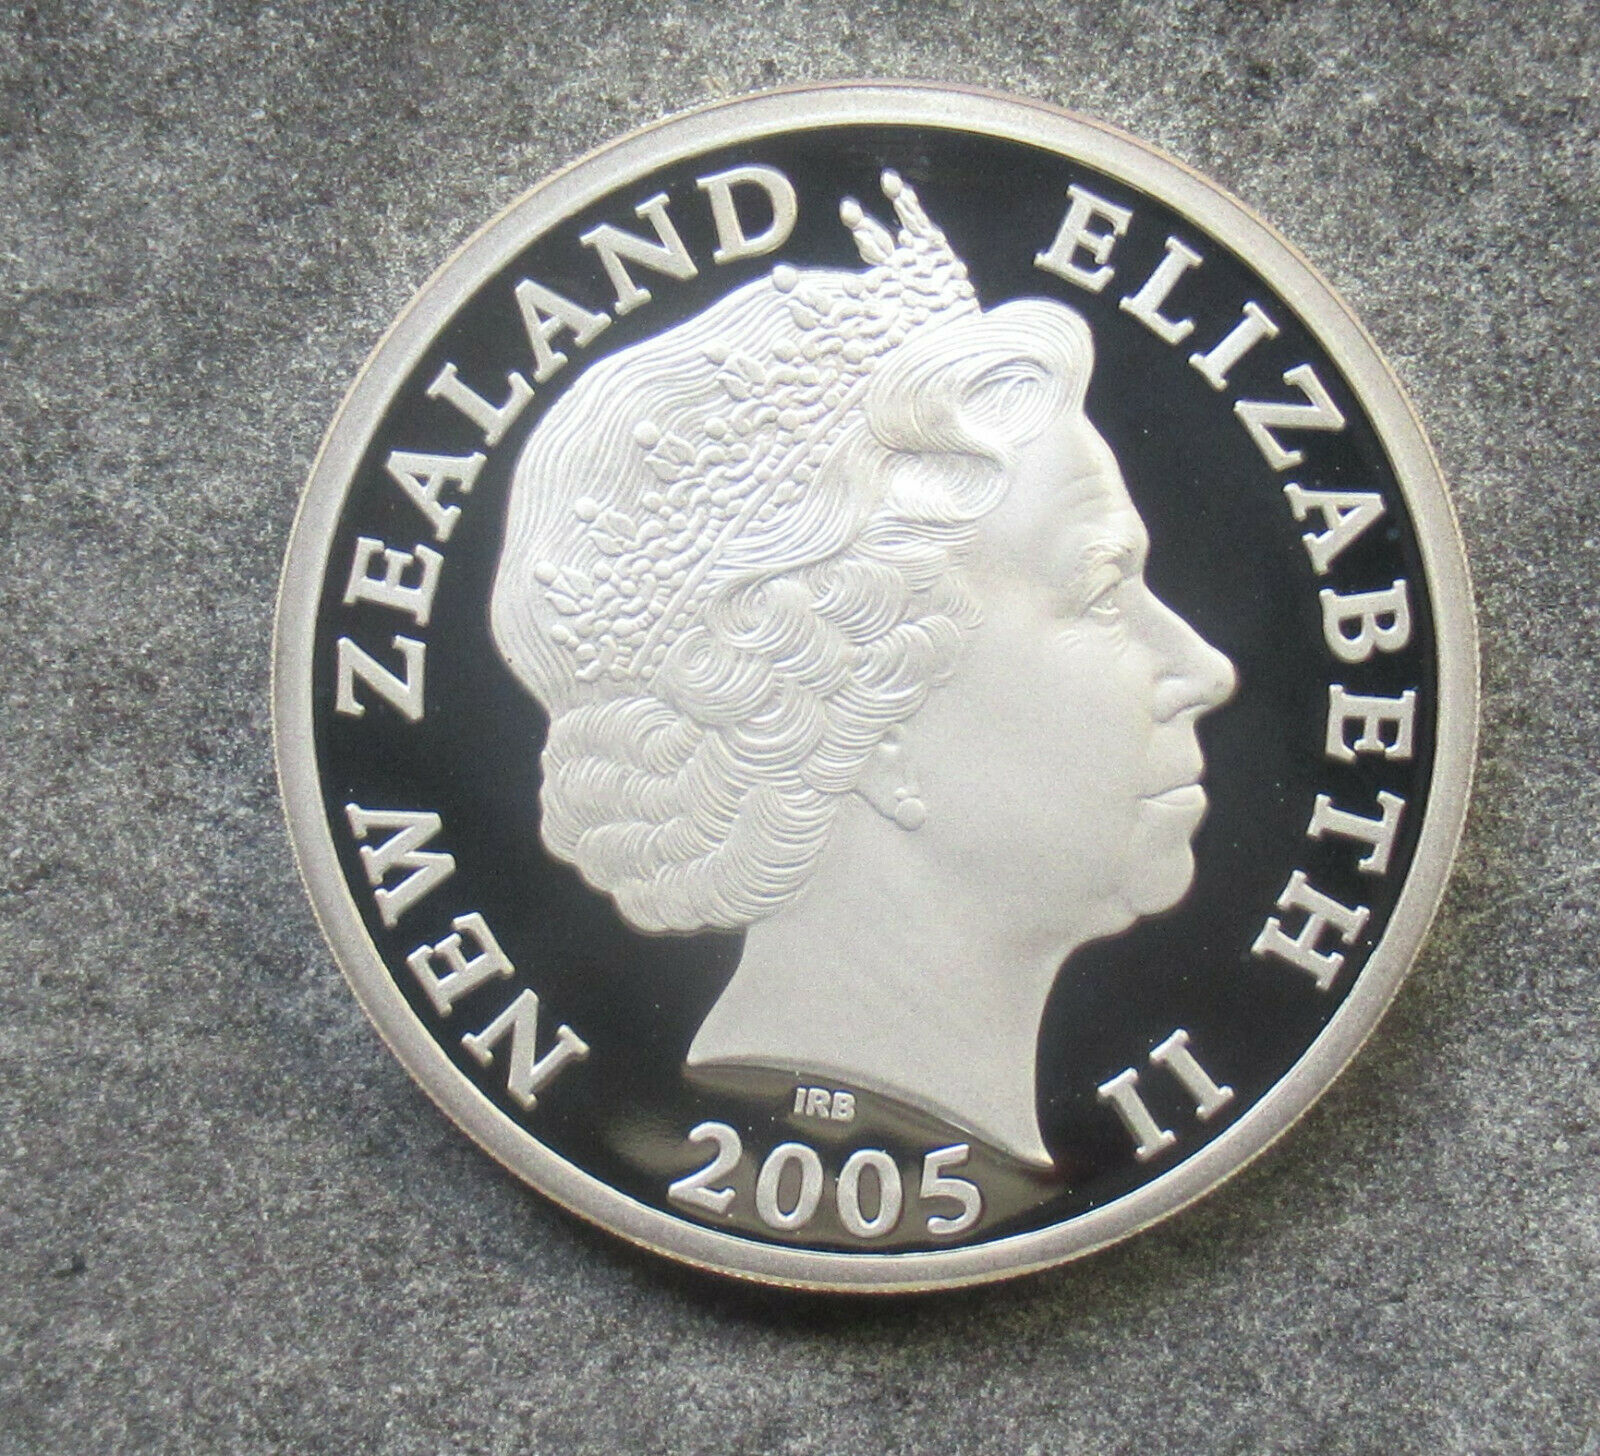 NEW ZEALAND ELIZABETH II
IRB
2005